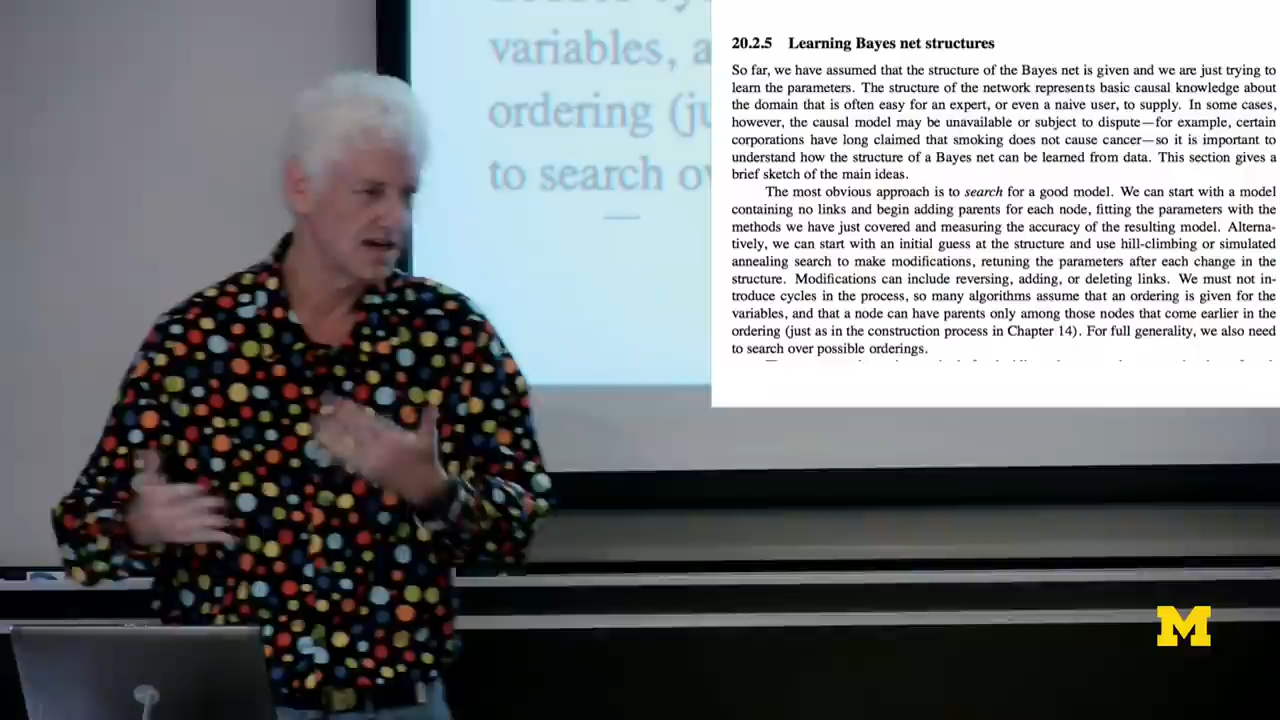 variables, a
ordering (ju
to search ov
20.2.5 Learning Bayes net structures
So far, we have assumed that the structure of the Bayes net is given and we are just trying to
learn the parameters. The structure of the network represents basic causal knowledge about
the domain that is often easy for an expert, or even a naive user, to supply. In some cases,
however, the causal model may be unavailable or subject to dispute—for example, certain
corporations have long claimed that smoking does not cause cancer—so it is important to
understand how the structure of a Bayes net can be learned from data. This section gives a
brief sketch of the main ideas.
The most obvious approach is to search for a good model. We can start with a model
containing no links and begin adding parents for each node, fitting the parameters with the
methods we have just covered and measuring the accuracy of the resulting model. Alterna-
tively, we can start with an initial guess at the structure and use hill-climbing or simulated
annealing search to make modifications, retuning the parameters after each change in the
structure. Modifications can include reversing, adding, or deleting links. We must not in-
troduce cycles in the process, so many algorithms assume that an ordering is given for the
variables, and that a node can have parents only among those nodes that come earlier in the
ordering (just as in the construction process in Chapter 14). For full generality, we also need
to search over possible orderings.
M